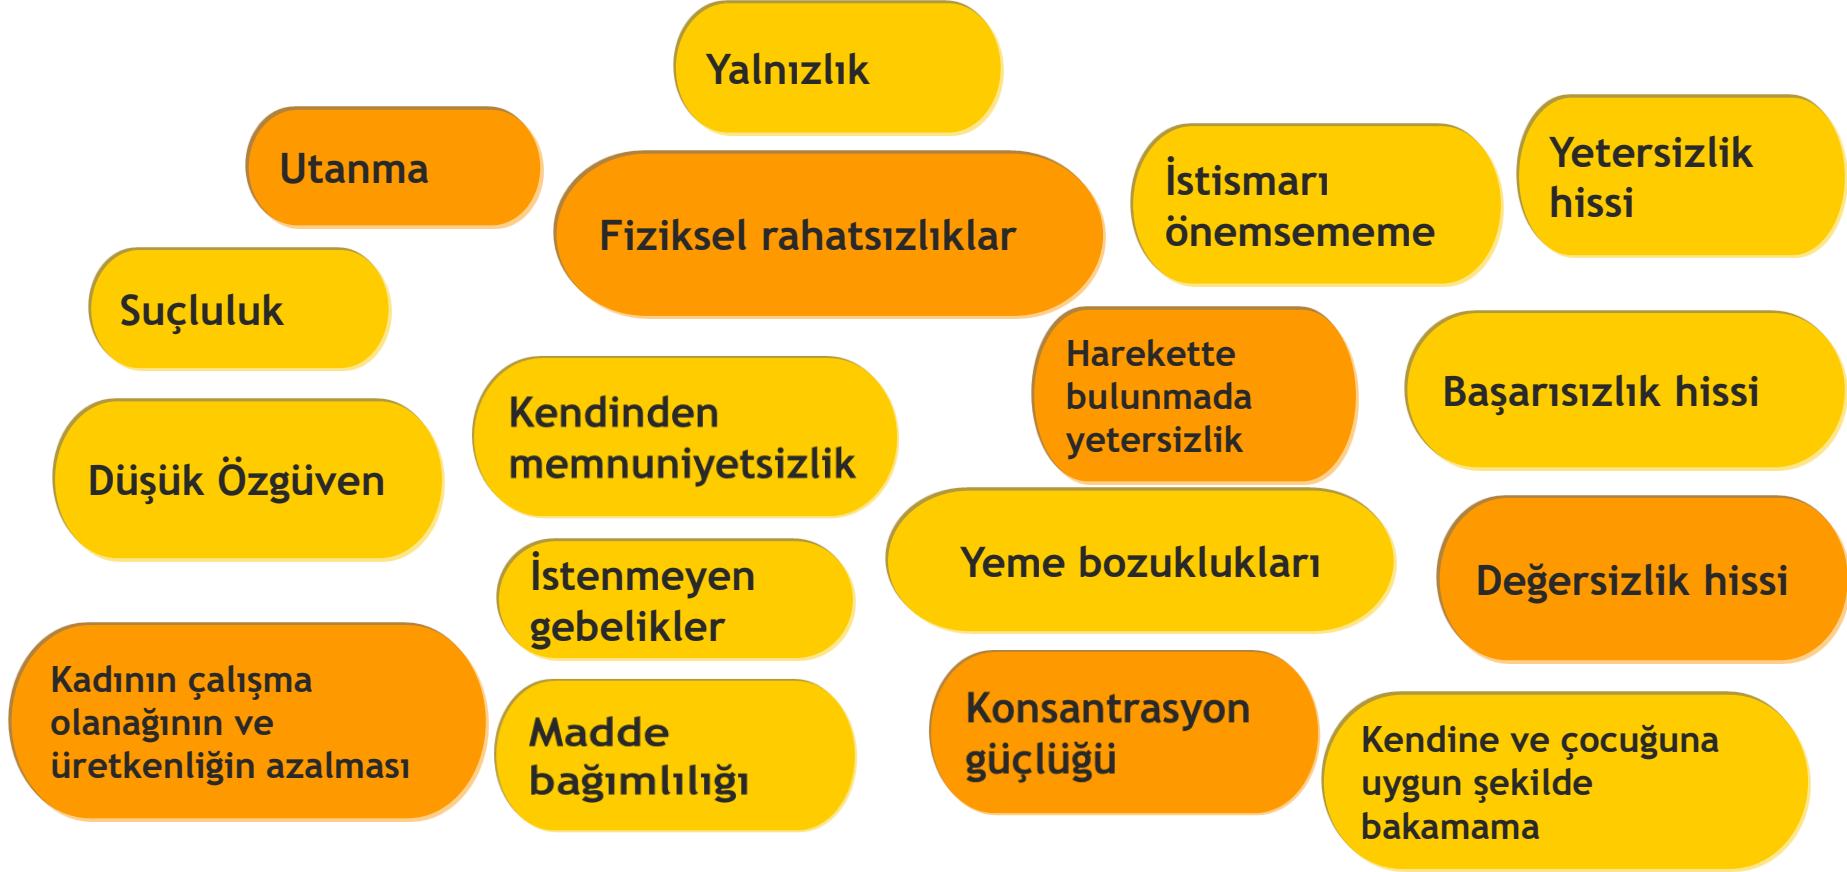 Yalnızlık
Utanma
Fiziksel rahatsızlıklar
İstismarı
önemsememe
Yetersizlik
hissi
Suçluluk
Kendinden
memnuniyetsizlik
Harekette
bulunmada
yetersizlik
Başarısızlık hissi
Düşük Özgüven
İstenmeyen
gebelikler
Yeme bozuklukları
Değersizlik hissi
Kadının çalışma
olanağının ve
üretkenliğin azalması
Madde
bağımlılığı
Konsantrasyon
güçlüğü
Kendine ve çocuğuna
uygun şekilde
bakamama